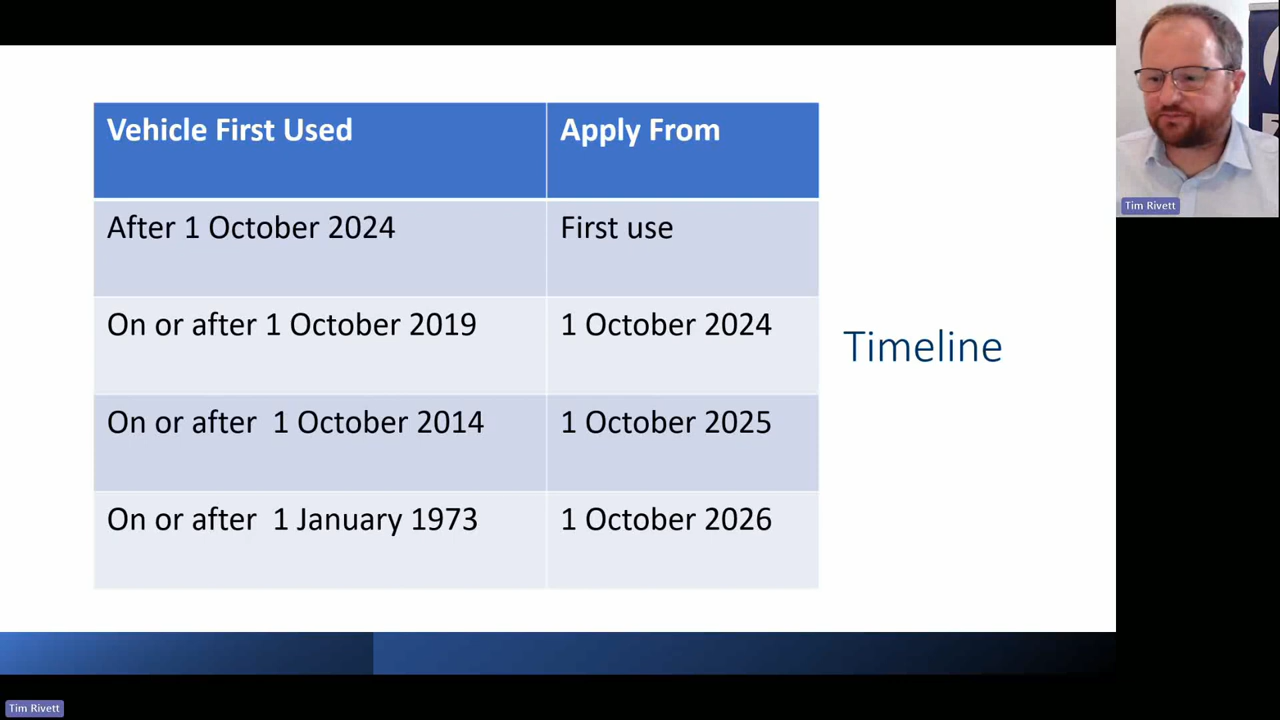 Vehicle First Used
Apply From
After 1 October 2024
First use
On or after 1 October 2019
1 October 2024
On or after 1 October 2014
1 October 2025
On or after 1 January 1973
1 October 2026
Timeline
Tim Rivett
Tim Rivett